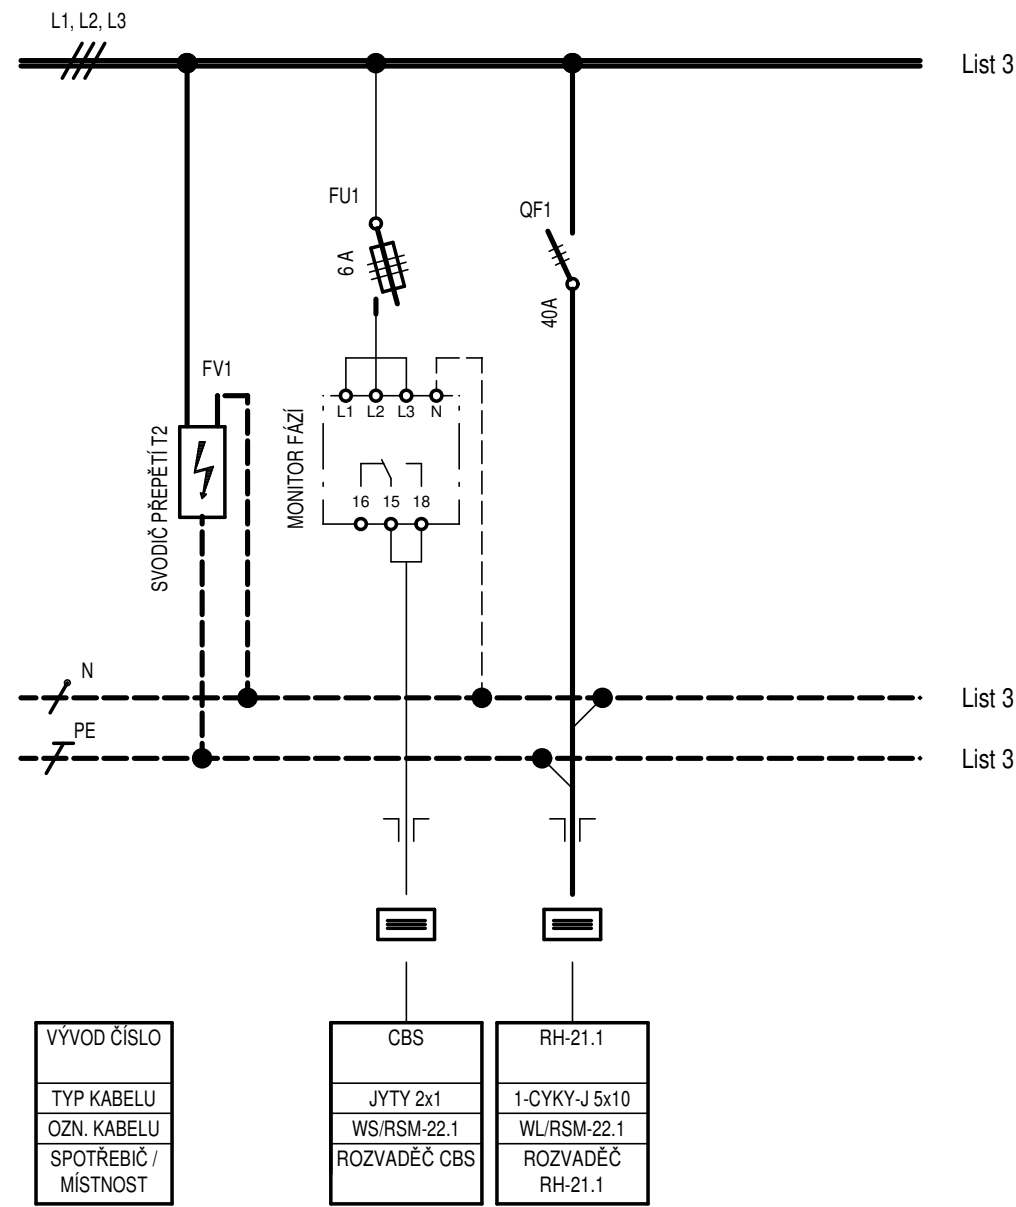 L1, L2, L3
List 3
FU1
6 A
QF1
40A
FV1
SVODIČ PŘEPĚTÍ T2
MONITOR FÁZÍ
L1 L2 L3 N
16 15 18
N
List 3
PE
List 3
VÝVOD ČÍSLO
CBS
RH-21.1
TYP KABELU
JYTY 2x1
1-CYKY-J 5x10
OZN. KABELU
WS/RSM-22.1
WL/RSM-22.1
SPOTŘEBIČ /
MÍSTNOST
ROZVADĚČ CBS
ROZVADĚČ
RH-21.1